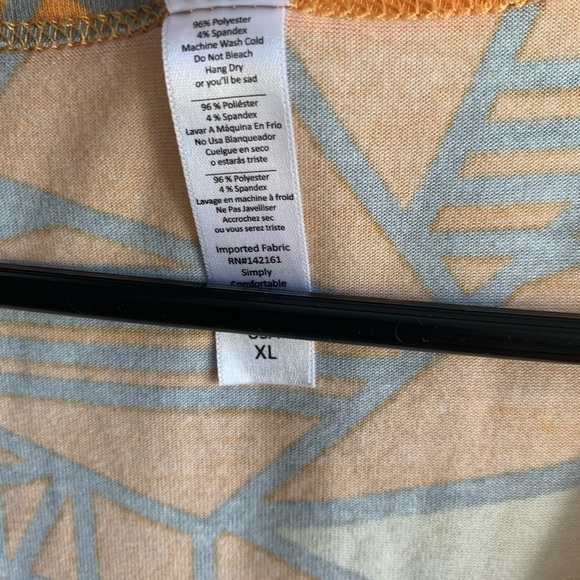 96% Polyester
4% Spandex
Machine Wash Cold
Do Not Bleach
Hang Dry
or you'll be sad
96 % Poliéster
4 % Spandex
Lavar A Máquina En Frío
No Usa Blanqueador
Cuelgue en seco
o estarás triste
96 % Polyester
4 % Spandex
Lavage en machine à froid
Ne Pas Javelliser
Accrochez sec
ou vous serez triste
Imported Fabric
RN#142161
Simply
Comfortable
USA
XL